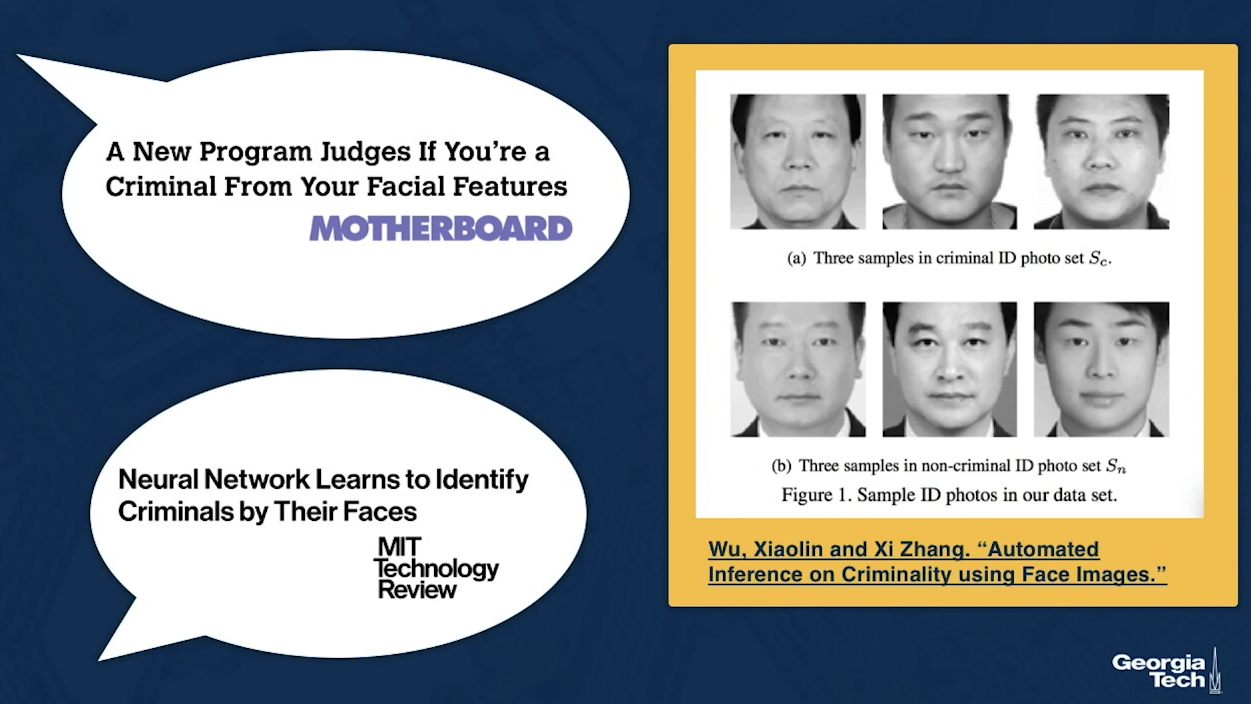 A New Program Judges If You're a
Criminal From Your Facial Features
MOTHERBOARD
Neural Network Learns to Identify
Criminals by Their Faces
MIT
Technology
Review
(a) Three samples in criminal ID photo set Sc.
(b) Three samples in non-criminal ID photo set Sn
Figure 1. Sample ID photos in our data set.
Wu, Xiaolin and Xi Zhang. “Automated
Inference on Criminality using Face Images.”
Georgia
Tech